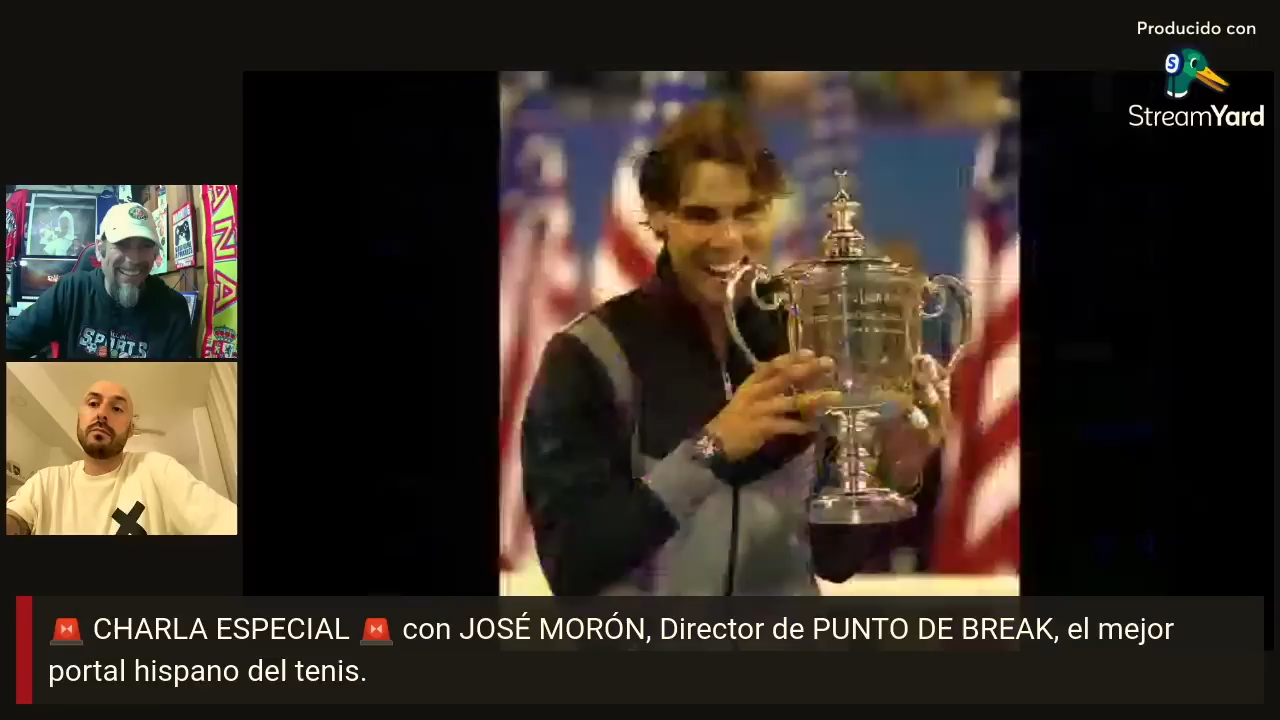 Producido con
StreamYard
SPORTS
🚨 CHARLA ESPECIAL 🚨 con JOSÉ MORÓN, Director de PUNTO DE BREAK, el mejor
portal hispano del tenis.